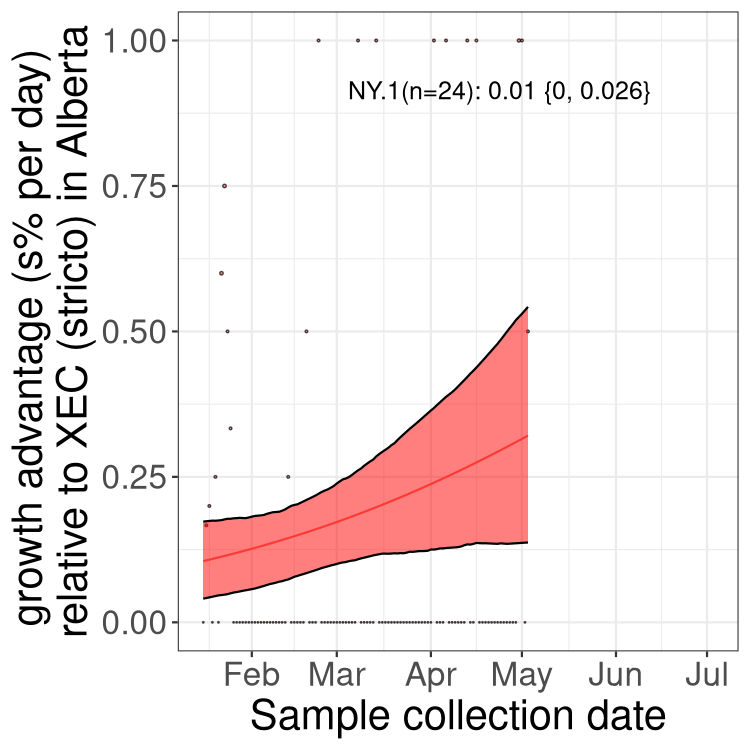 growth advantage (s% per day)
relative to XEC (stricto) in Alberta
1.00
0.75
0.50
0.25
0.00
NY.1(n=24): 0.01 {0, 0.026}
Feb Mar Apr May Jun Jul
Sample collection date